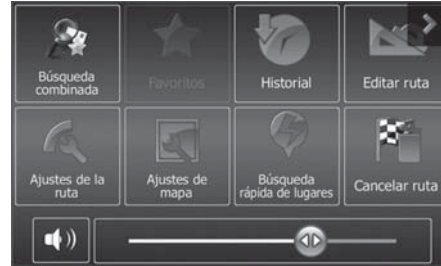 Búsqueda
combinada
Favoritos
Historial
Editar ruta
Ajustes de la
ruta
Ajustes de
mapa
Búsqueda
rápida de lugares
Cancelar ruta